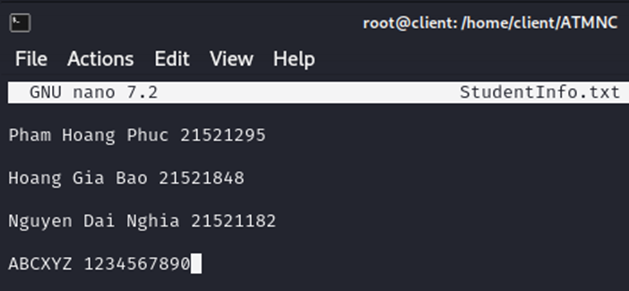 root@client: /home/client/ATMNC
File Actions Edit View Help
GNU nano 7.2 StudentInfo.txt
Pham Hoang Phuc 21521295
Hoang Gia Bao 21521848
Nguyen Dai Nghia 21521182
ABCXYZ 1234567890